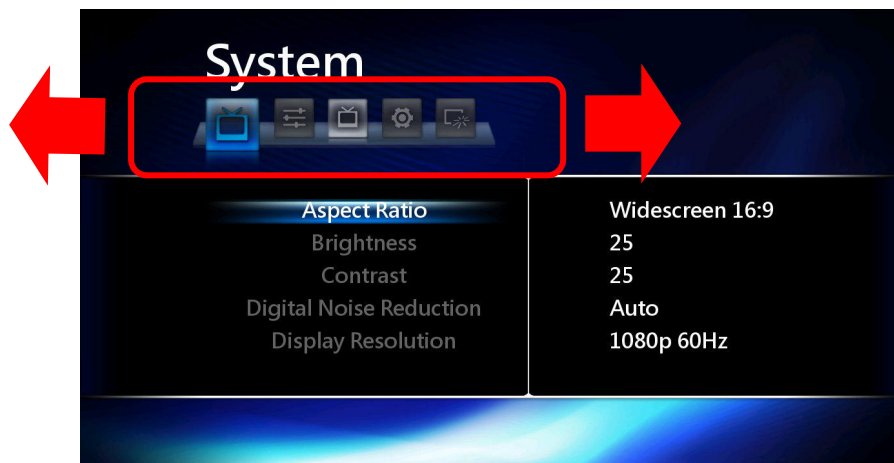 System
Aspect Ratio Widescreen 16:9
Brightness 25
Contrast 25
Digital Noise Reduction Auto
Display Resolution 1080p 60Hz